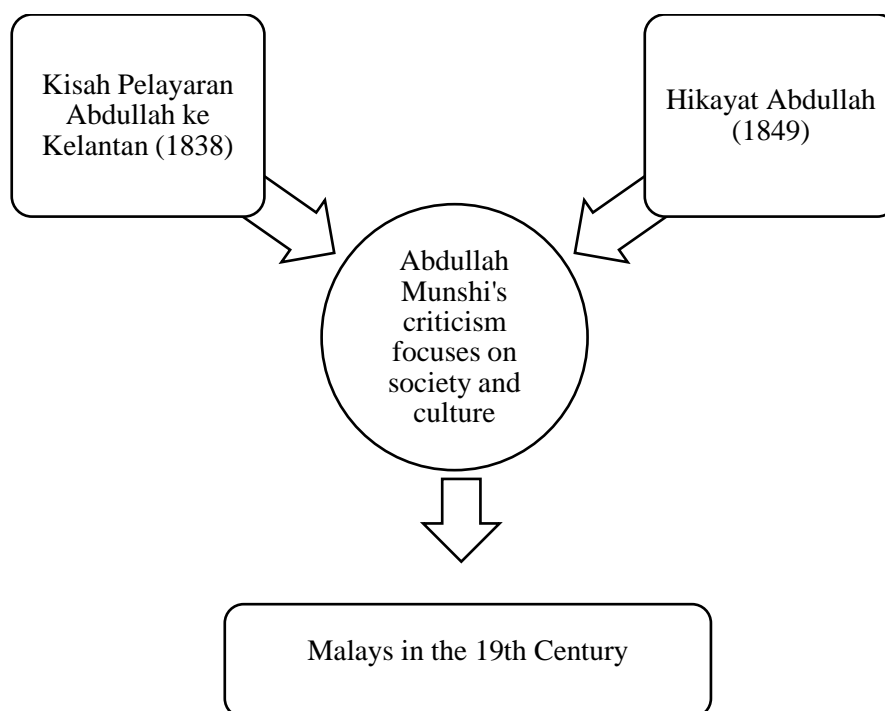 Kisah Pelayaran
Abdullah ke
Kelantan (1838)
Hikayat Abdullah
(1849)
Abdullah
Munshi's
criticism
focuses on
society and
culture
Malays in the 19th Century